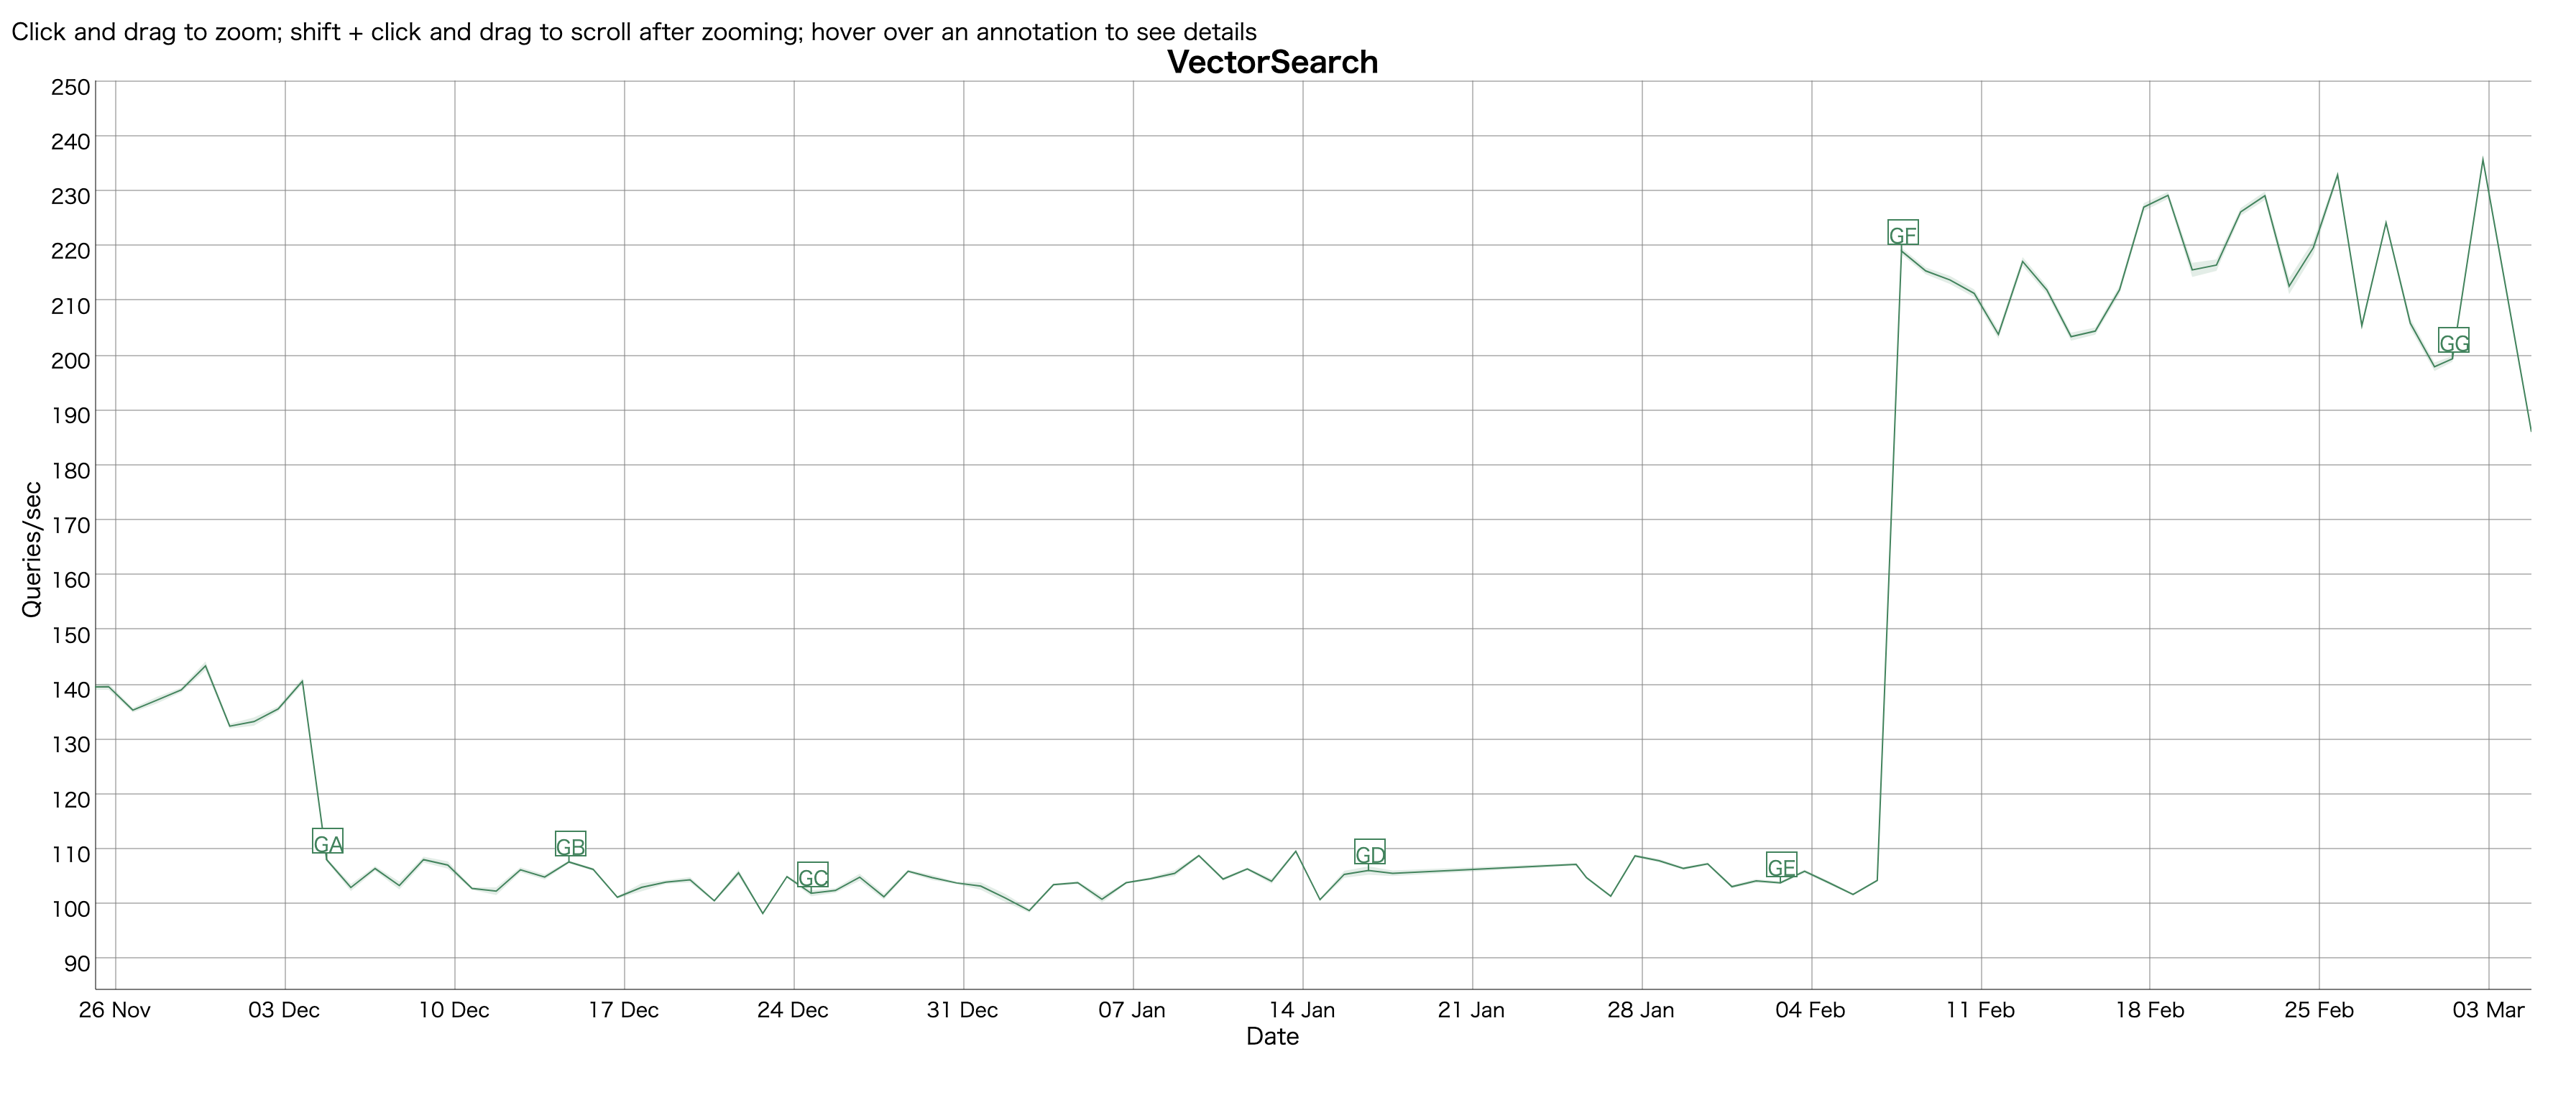 Click and drag to zoom; shift + click and drag to scroll after zooming; hover over an annotation to see details
VectorSearch
250
240
230
220
210
200
190
180
170
160
150
140
130
120
110
100
90
Queries/sec
GA
GB
GC
GD
GE
GF
GG
26 Nov
03 Dec
10 Dec
17 Dec
24 Dec
31 Dec
07 Jan
14 Jan
21 Jan
28 Jan
04 Feb
11 Feb
18 Feb
25 Feb
03 Mar
Date